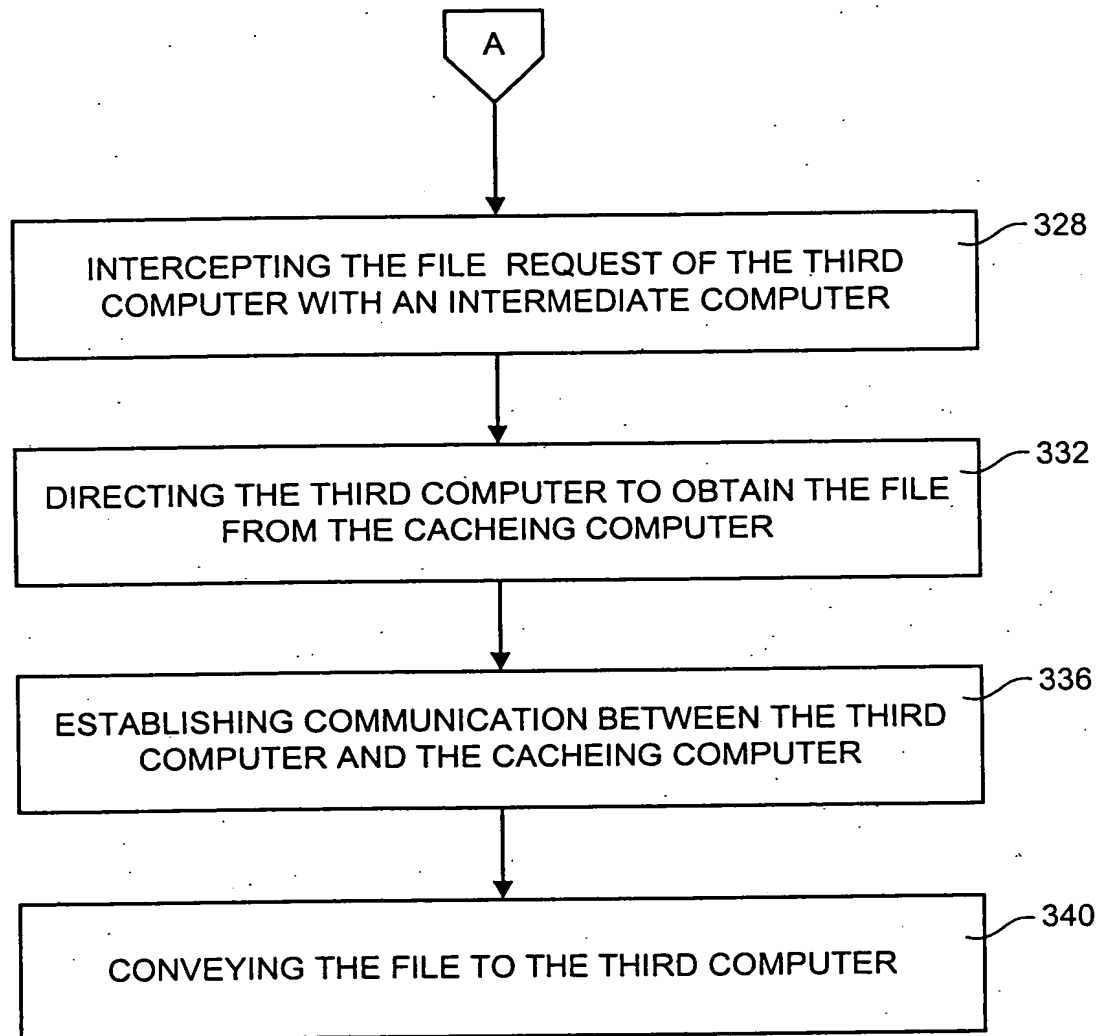 A
328
INTERCEPTING THE FILE REQUEST OF THE THIRD
COMPUTER WITH AN INTERMEDIATE COMPUTER
332
DIRECTING THE THIRD COMPUTER TO OBTAIN THE FILE
FROM THE CACHEING COMPUTER
336
ESTABLISHING COMMUNICATION BETWEEN THE THIRD
COMPUTER AND THE CACHEING COMPUTER
340
CONVEYING THE FILE TO THE THIRD COMPUTER